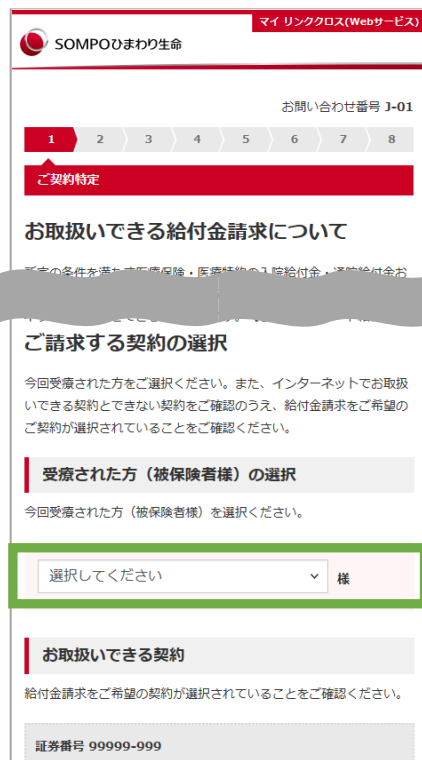 マイ リンククロス(Webサービス)
SOMPOひまわり生命
お問い合わせ番号 J-01
1 2 3 4 5 6 7 8
ご契約特定
お取扱いできる給付金請求について
ご請求する契約の選択
今回受療された方をご選択ください。また、インターネットでお取扱
いできる契約とできない契約をご確認のうえ、給付金請求をご希望の
ご契約が選択されていることをご確認ください。
受療された方（被保険者様）の選択
今回受療された方（被保険者様）を選択ください。
選択してください 様
お取扱いできる契約
給付金請求をご希望の契約が選択されていることをご確認ください。
証券番号 99999-999